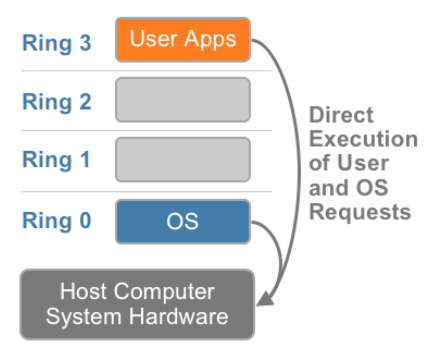 Ring 3
User Apps
Ring 2
Ring 1
Direct
Execution
of User
and OS
Requests
Ring 0
OS
Host Computer
System Hardware